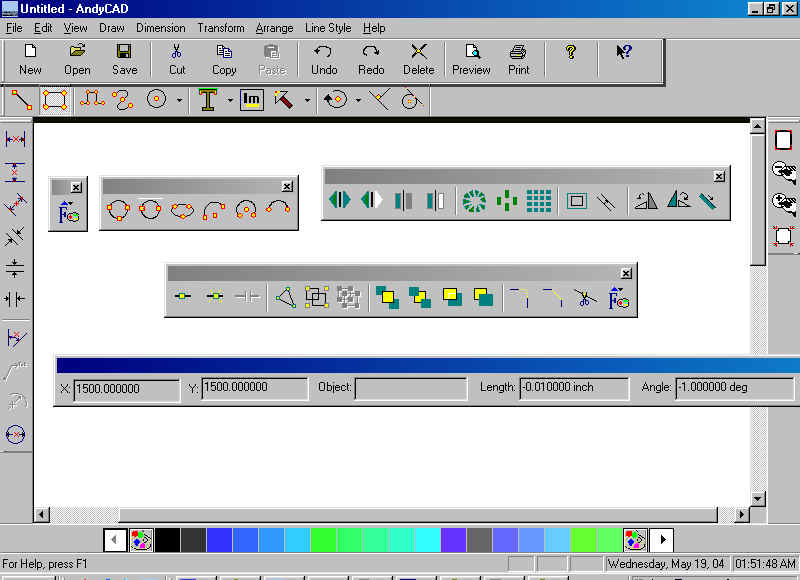 Untitled - AndyCAD
File Edit View Draw Dimension Transform Arrange Line Style Help
New Open Save Cut Copy Paste Undo Redo Delete Preview Print
Im
X: 1500.000000 Y: 1500.000000 Object: Length: -0.010000 inch Angle: -1.000000 deg
For Help, press F1 Wednesday, May 19, 04 01:51:48 AM